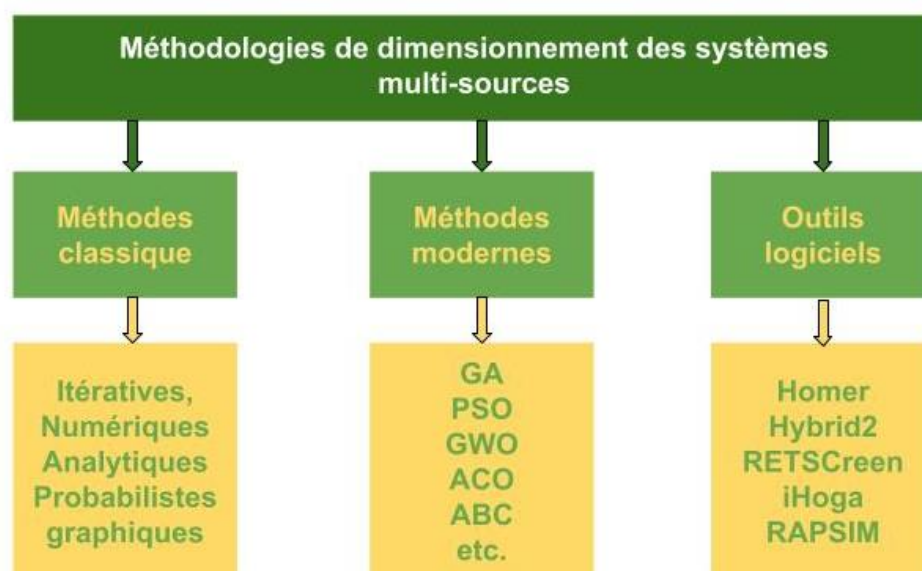 Méthodologies de dimensionnement des systèmes
multi-sources
Méthodes
classique
Méthodes
modernes
Outils
logiciels
Itératives,
Numériques
Analytiques
Probabilistes
graphiques
GA
PSO
GWO
ACO
ABC
etc.
Homer
Hybrid2
RETSCreen
iHoga
RAPSIM